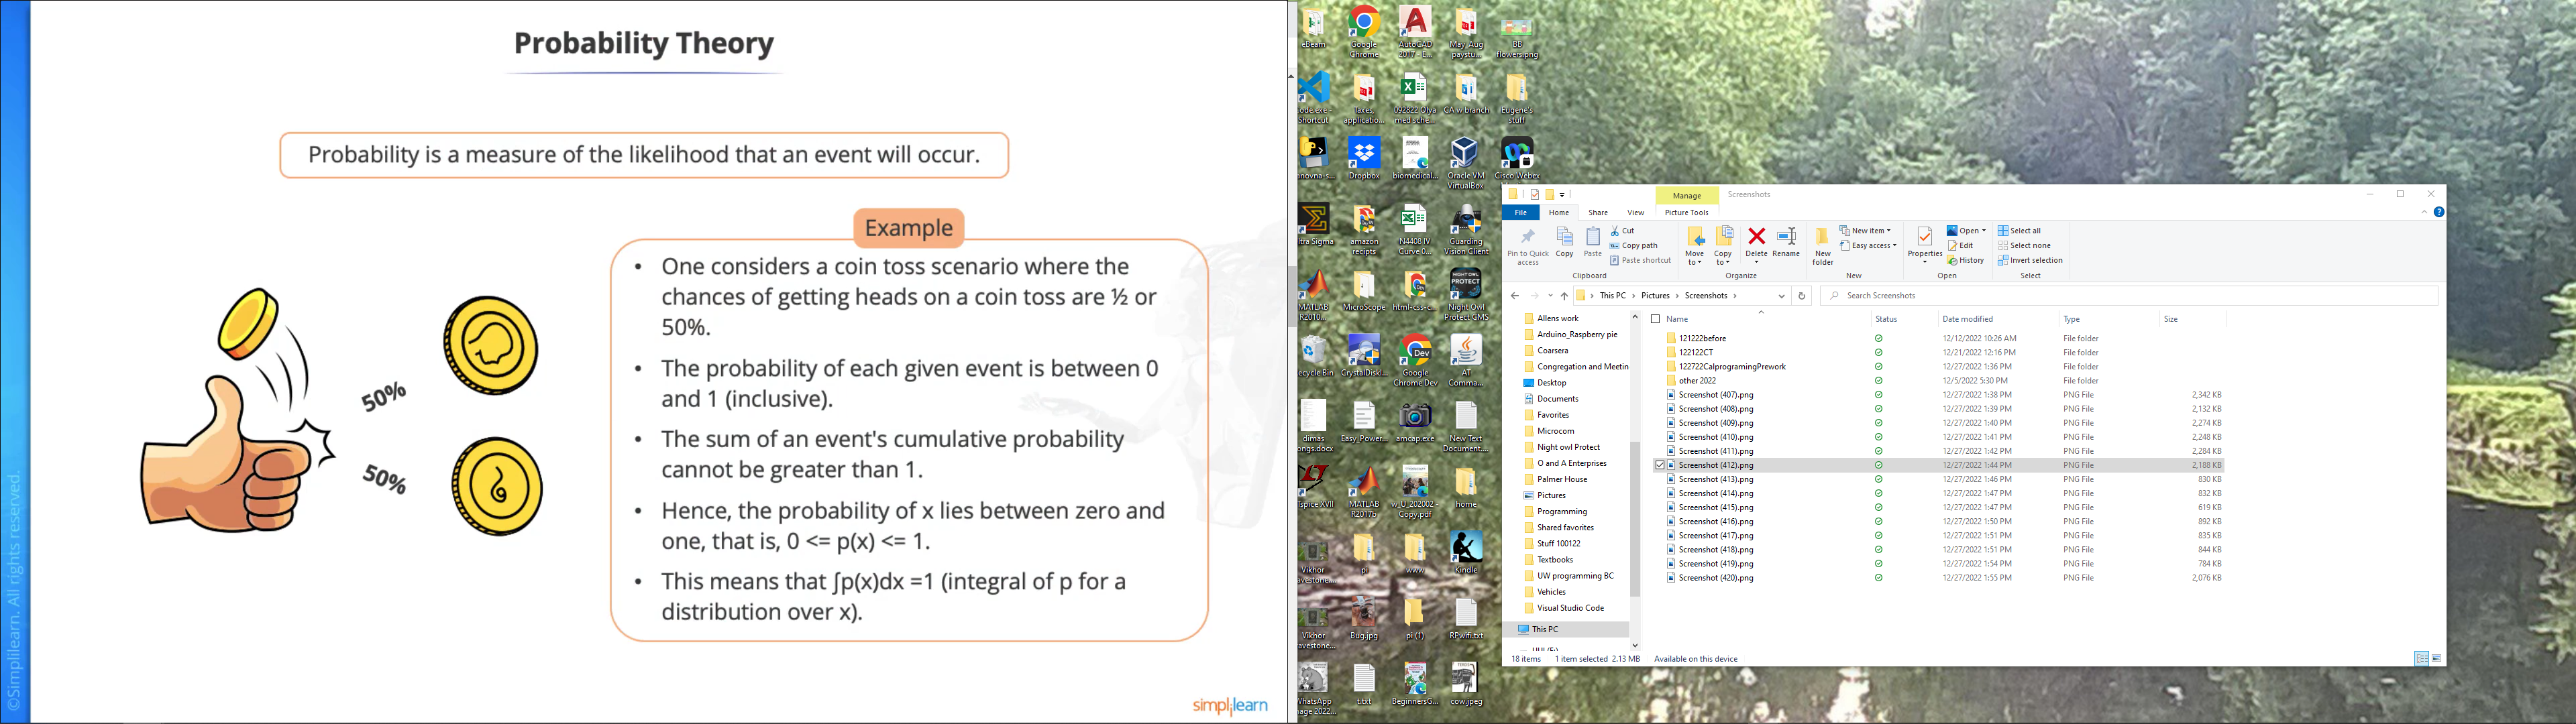 Probability Theory
Probability is a measure of the likelihood that an event will occur.
Example
• One considers a coin toss scenario where the
chances of getting heads on a coin toss are ½ or
50%.
• The probability of each given event is between 0
and 1 (inclusive).
• The sum of an event's cumulative probability
cannot be greater than 1.
• Hence, the probability of x lies between zero and
one, that is, 0 <= p(x) <= 1.
• This means that ∫p(x)dx =1 (integral of p for a
distribution over x).
50%
50%
©Simplilearn. All rights reserved.
simplilearn
eBeam
Google
Chrome
AutoCAD
2017 - E...
May_Aug
paystu...
BB
flowers.png
ode.exe -
Shortcut
Taxes,
applicatio...
092822 Olya
med sche...
CA w branch
Eugene's
stuff
anovna-s...
Dropbox
biomedical...
Oracle VM
VirtualBox
Cisco Webex
ltra Sigma
amazon
recipts
N4408 IV
Curve 0...
Guarding
Vision Client
MATLAB
R2010...
MicroScope
html-css-c...
NIGHT OWL
PROTECT
Night Owl
Protect CMS
ecycle Bin
CrystalDiskI...
Dev
Google
Chrome Dev
AT
Comma...
dimas
ongs.docx
Easy_Power...
amcap.exe
New Text
Document...
tspice XVII
MATLAB
R2017b
w_U_202002 -
Copy.pdf
home
Vikhor
avestone...
pi
www
Kindle
Vikhor
avestone...
Bug.jpg
pi (1)
RPwifi.txt
WhatsApp
age 2022...
t.txt
BeginnersG...
cow.jpeg
Manage
Screenshots
File
Home
Share
View
Picture Tools
Pin to Quick
access
Copy
Paste
Cut
Copy path
Paste shortcut
Clipboard
Move
to
Copy
to
Delete
Rename
Organize
New
folder
New item
Easy access
New
Properties
Open
Edit
History
Open
Select all
Select none
Invert selection
Select
This PC
Pictures
Screenshots
Search Screenshots
Allens work
Arduino_Raspberry pie
Coarsera
Congregation and Meetin
Desktop
Documents
Favorites
Microcom
Night owl Protect
O and A Enterprises
Palmer House
Pictures
Programming
Shared favorites
Stuff 100122
Textbooks
UW programming BC
Vehicles
Visual Studio Code
This PC
Name Status Date modified Type Size
121222before 12/12/2022 10:26 AM File folder
122122CT 12/21/2022 12:16 PM File folder
122722CalprogramingPrework 12/27/2022 1:36 PM File folder
other 2022 12/5/2022 5:30 PM File folder
Screenshot (407).png 12/27/2022 1:38 PM PNG File 2,342 KB
Screenshot (408).png 12/27/2022 1:39 PM PNG File 2,132 KB
Screenshot (409).png 12/27/2022 1:40 PM PNG File 2,274 KB
Screenshot (410).png 12/27/2022 1:41 PM PNG File 2,248 KB
Screenshot (411).png 12/27/2022 1:42 PM PNG File 2,284 KB
Screenshot (412).png 12/27/2022 1:44 PM PNG File 2,188 KB
Screenshot (413).png 12/27/2022 1:46 PM PNG File 830 KB
Screenshot (414).png 12/27/2022 1:47 PM PNG File 832 KB
Screenshot (415).png 12/27/2022 1:47 PM PNG File 619 KB
Screenshot (416).png 12/27/2022 1:50 PM PNG File 892 KB
Screenshot (417).png 12/27/2022 1:51 PM PNG File 835 KB
Screenshot (418).png 12/27/2022 1:51 PM PNG File 844 KB
Screenshot (419).png 12/27/2022 1:54 PM PNG File 784 KB
Screenshot (420).png 12/27/2022 1:55 PM PNG File 2,076 KB
18 items 1 item selected 2.13 MB Available on this device